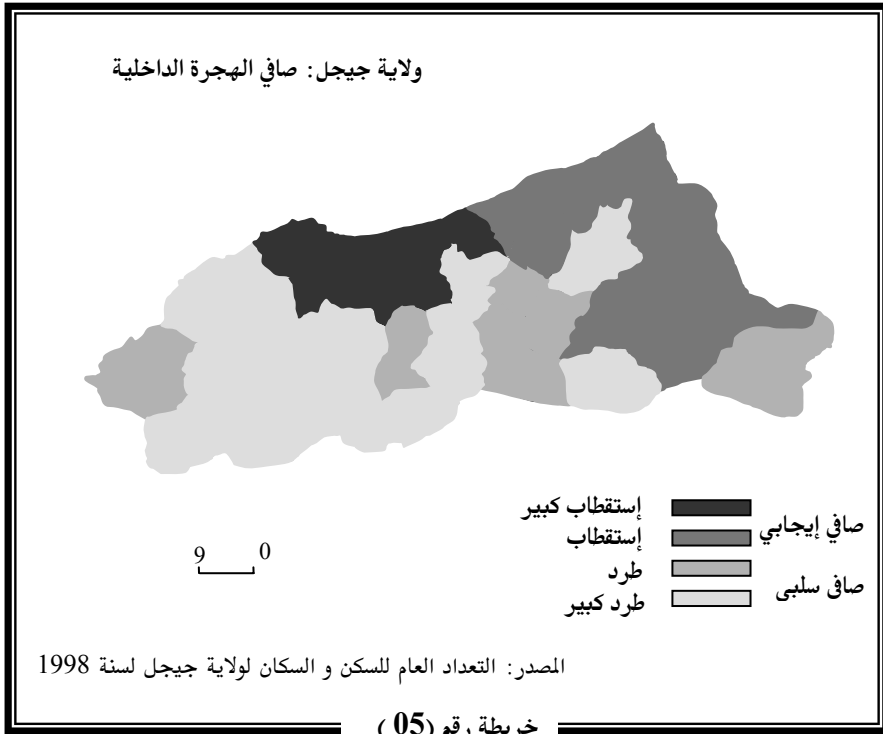 ولاية جيجل: صافي الهجرة الداخلية
إستقطاب كبير
صافي إيجابي
إستقطاب
طرد
صافي سلبي
طرد كبير
9 0
المصدر: التعداد العام للسكن و السكان لولاية جيجل لسنة 1998
خريطة رقم (05 )